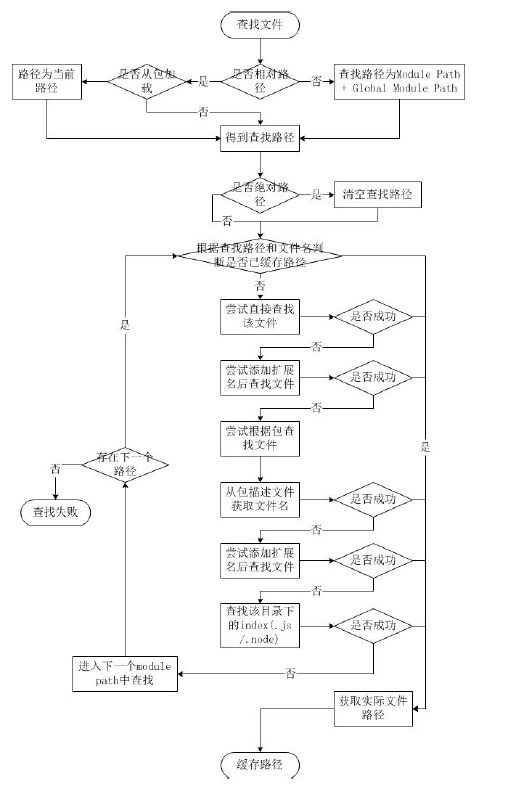 查找文件
路径为当前
路径
是否从包加
载
是
是否相对路
径
否
查找路径为Module Path
+ Global Module Path
否
得到查找路径
是否绝对路
径
是
清空查找路径
否
根据查找路径和文件名判
断是否已缓存路径
否
尝试直接查找
该文件
是否成功
是
否
尝试添加扩展
名后查找文件
是否成功
否
尝试根据包查
找文件
是
存在下一个
路径
否
查找失败
从包描述文件
获取文件名
是否成功
否
尝试添加扩展
名后查找文件
是否成功
否
查找该目录下
的index(.js
/.node)
是否成功
否
进入下一个module
path中查找
获取实际文件
路径
缓存路径